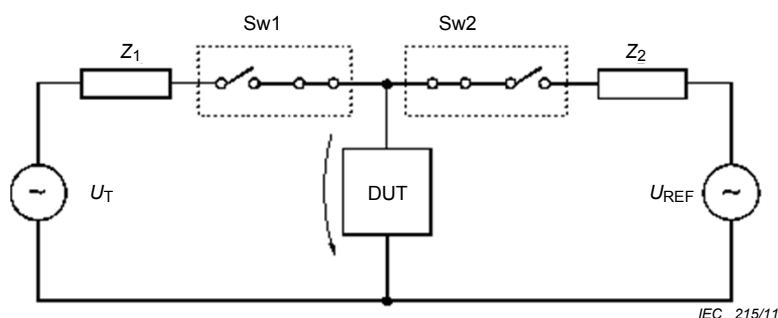 Sw1
Sw2
Z1
Z2
~
UT
DUT
UREF
~
IEC 215/11